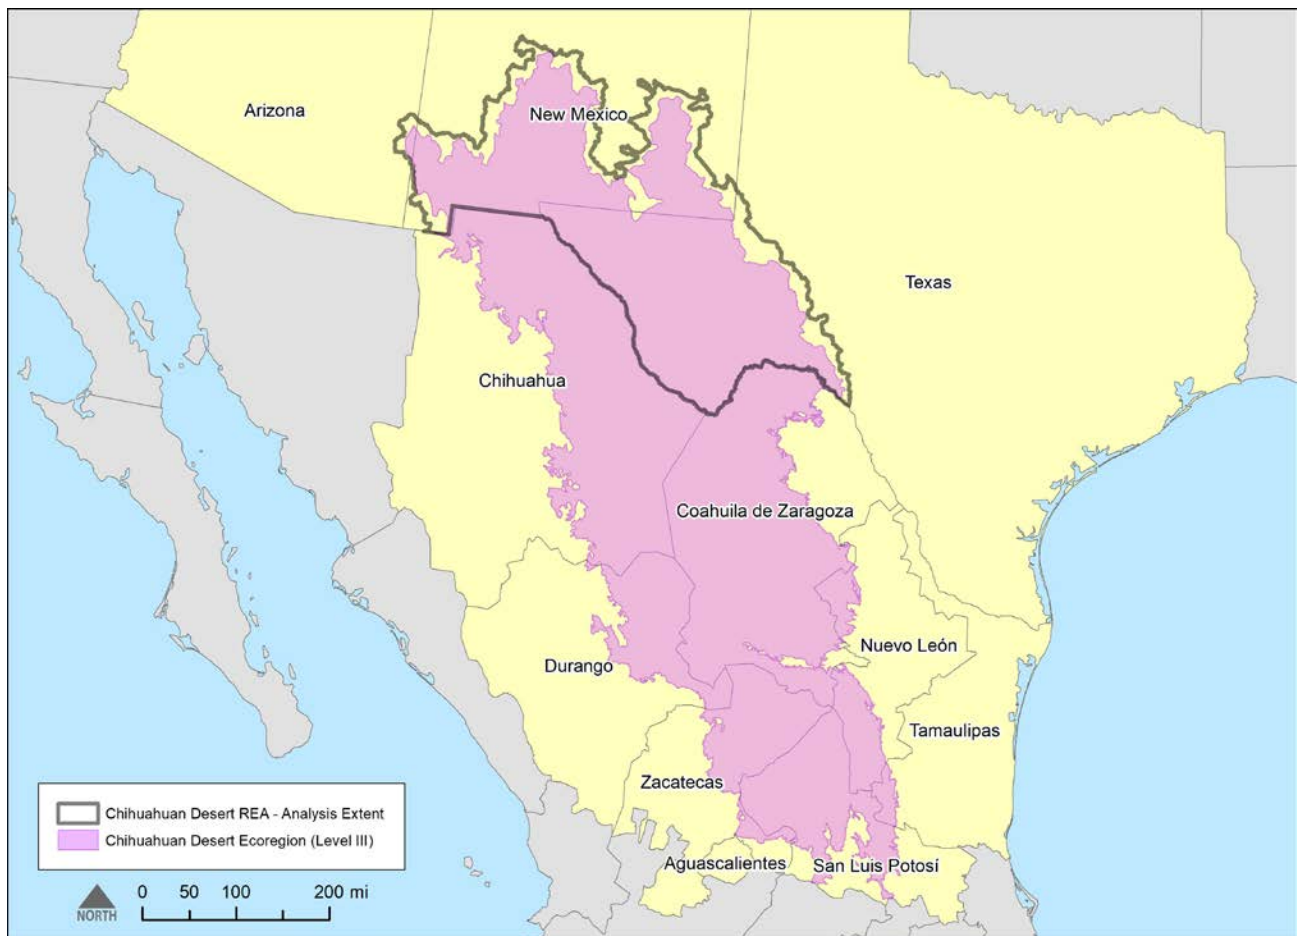 Arizona
New Mexico
Texas
Chihuahua
Coahuila de Zaragoza
Nuevo León
Durango
Tamaulipas
Zacatecas
Aguascalientes
San Luis Potosí
Chihuahuan Desert REA - Analysis Extent
Chihuahuan Desert Ecoregion (Level III)
0 50 100 200 mi
NORTH